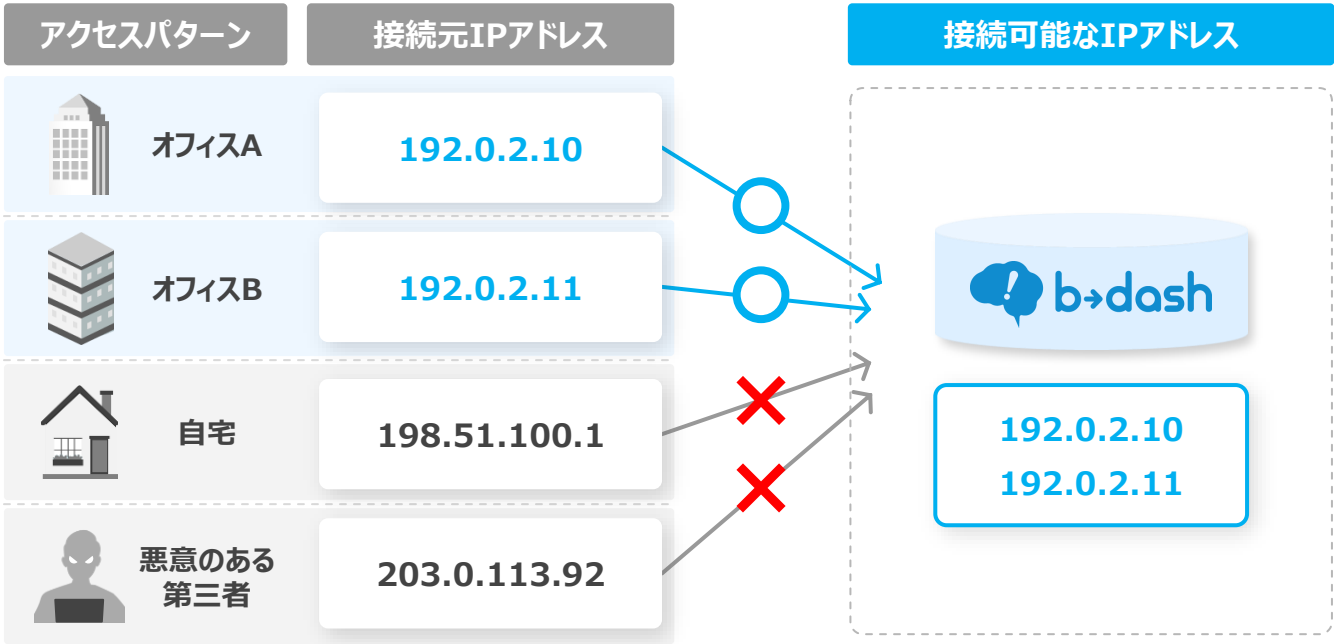 アクセスパターン
接続元IPアドレス
接続可能なIPアドレス
オフィスA
192.0.2.10
オフィスB
192.0.2.11
自宅
198.51.100.1
悪意のある
第三者
203.0.113.92
b→dash
192.0.2.10
192.0.2.11